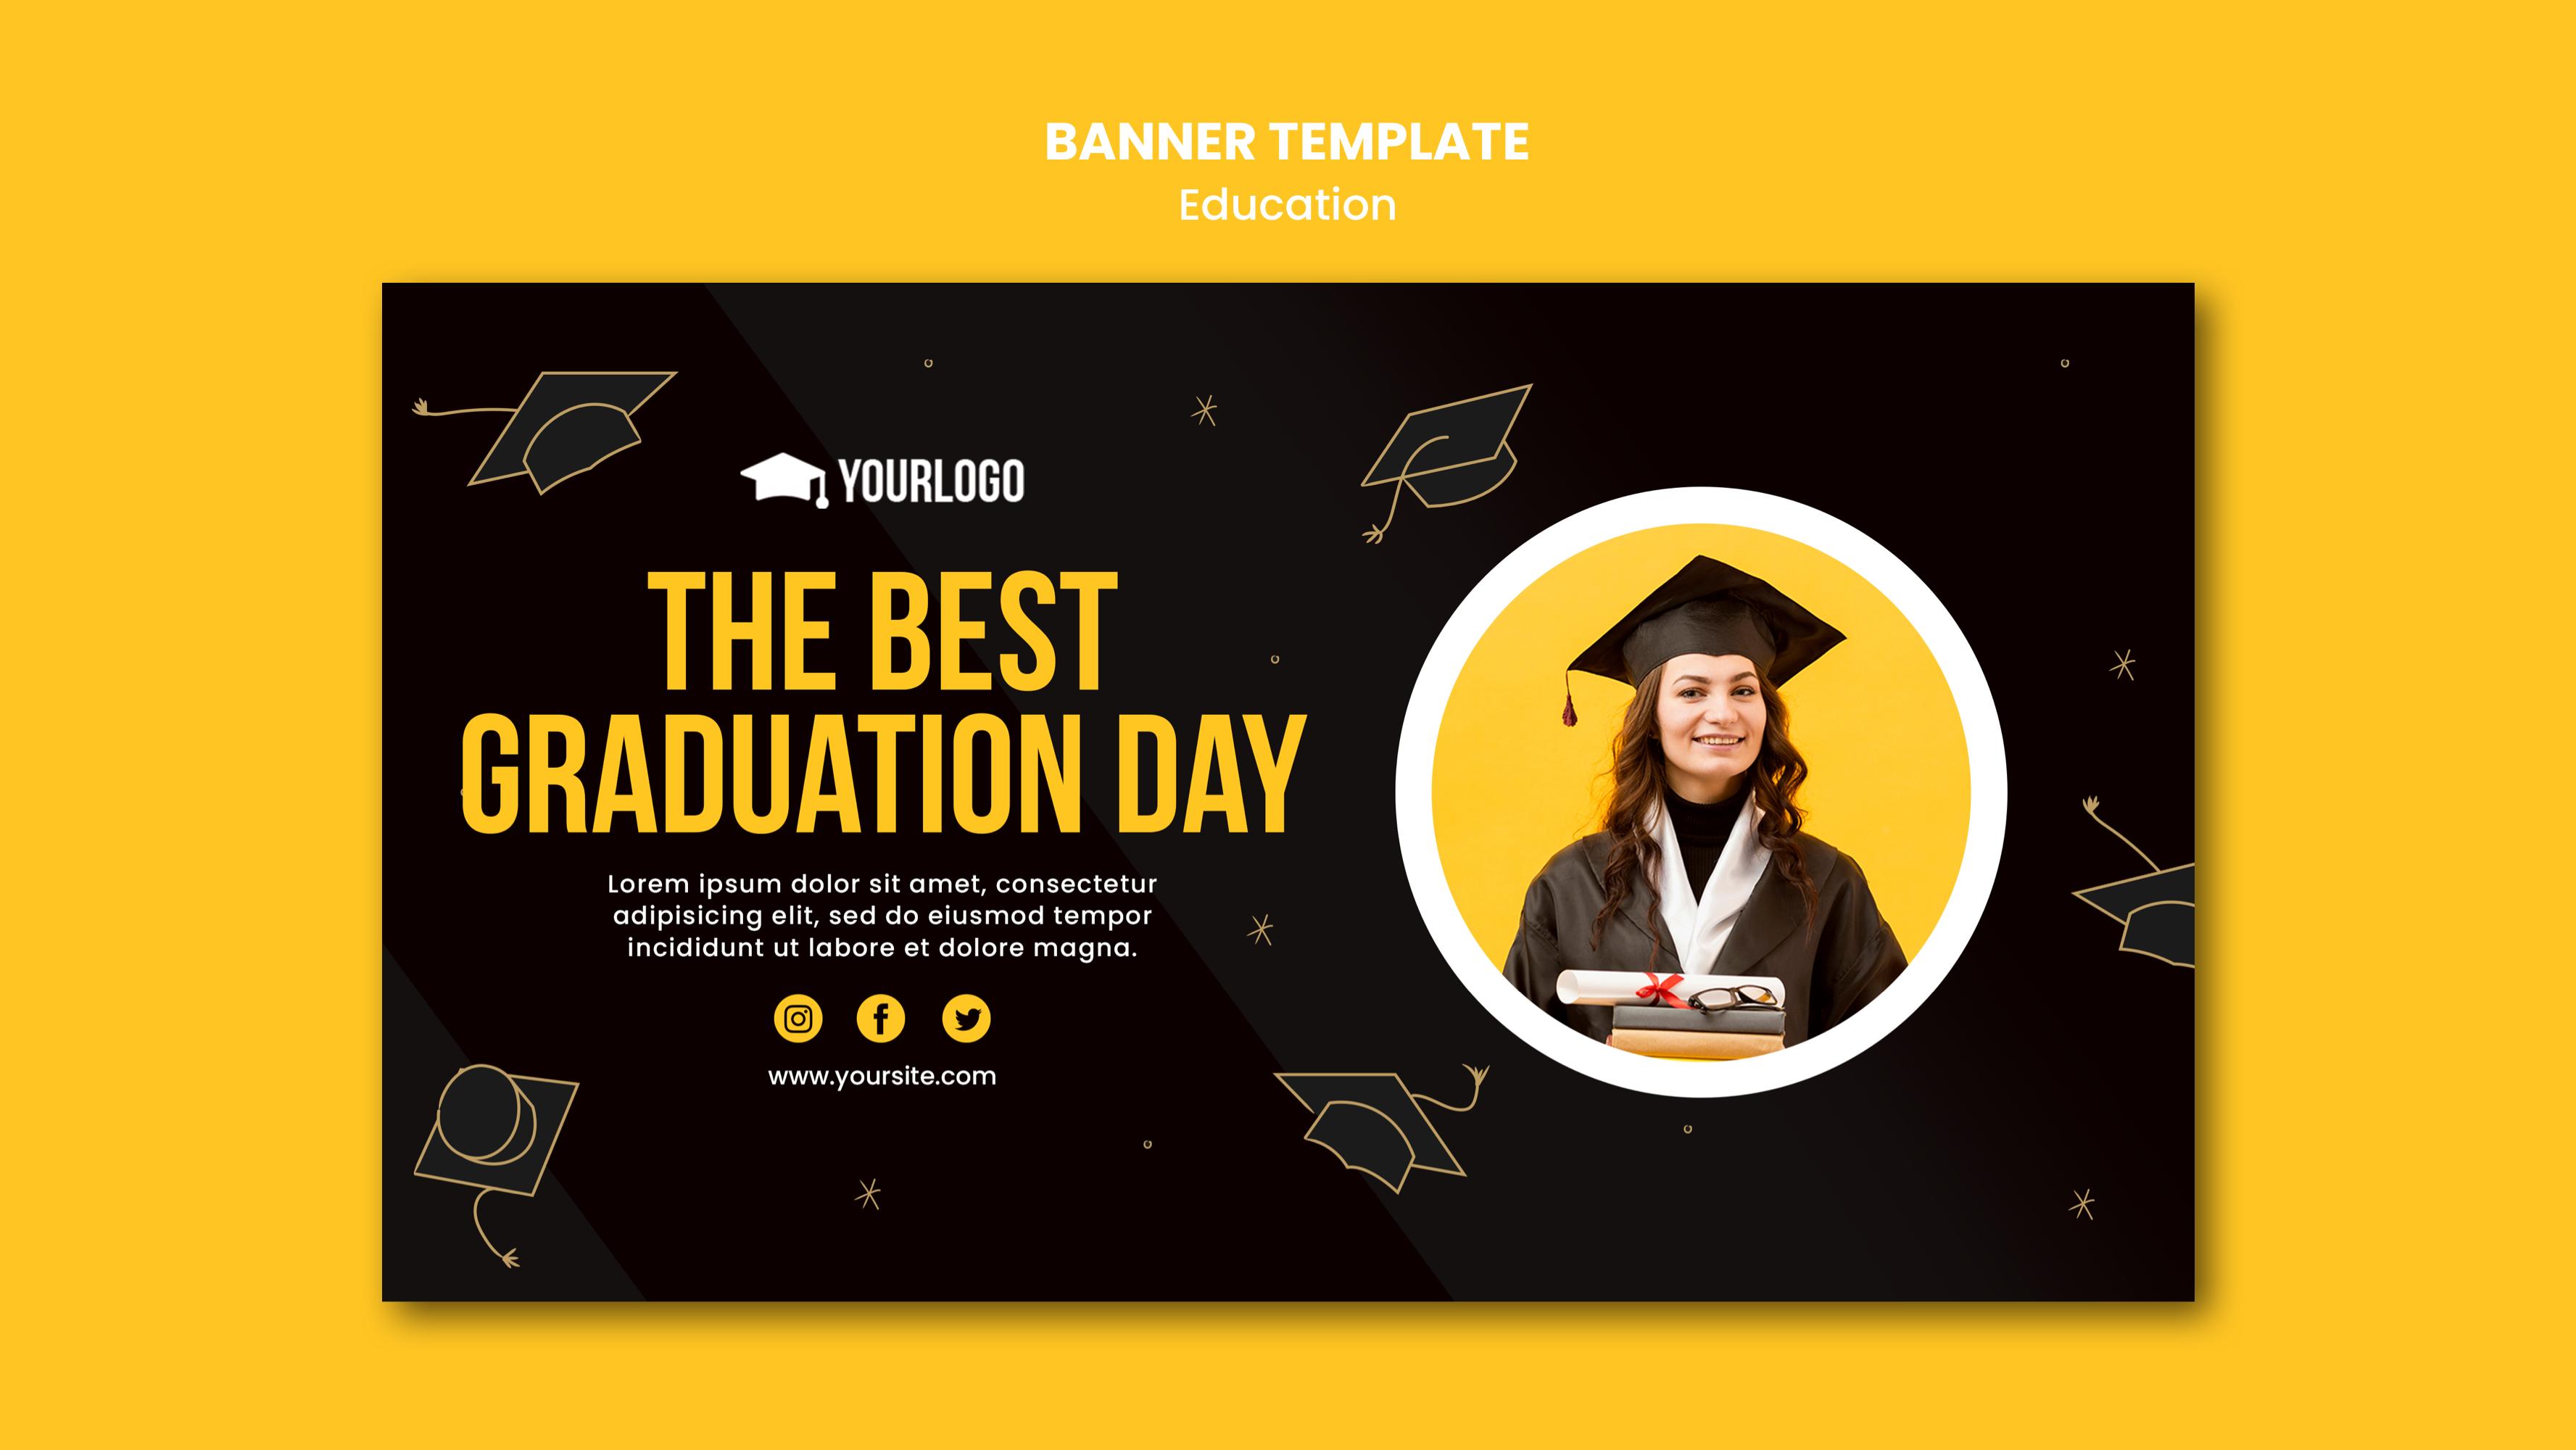 BANNER TEMPLATE
Education
YOURLOGO
THE BEST
GRADUATION DAY
Lorem ipsum dolor sit amet, consectetur
adipisicing elit, sed do eiusmod tempor
incididunt ut labore et dolore magna.
www.yoursite.com